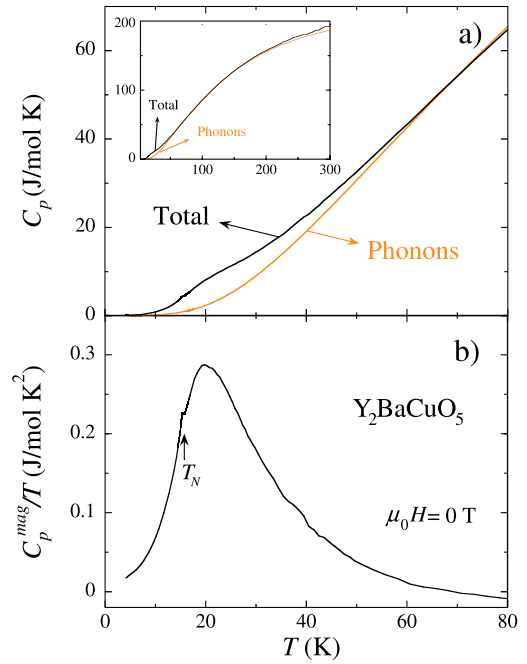 200
100
0
100
200
300
Total
Phonons
a)
60
40
20
0
C_p (J/mol K)
Total
Phonons
b)
0.3
0.2
0.1
0
C_p^mag/T (J/mol K²)
Y₂BaCuO₅
T_N
μ₀H = 0 T
0
20
40
60
80
T (K)